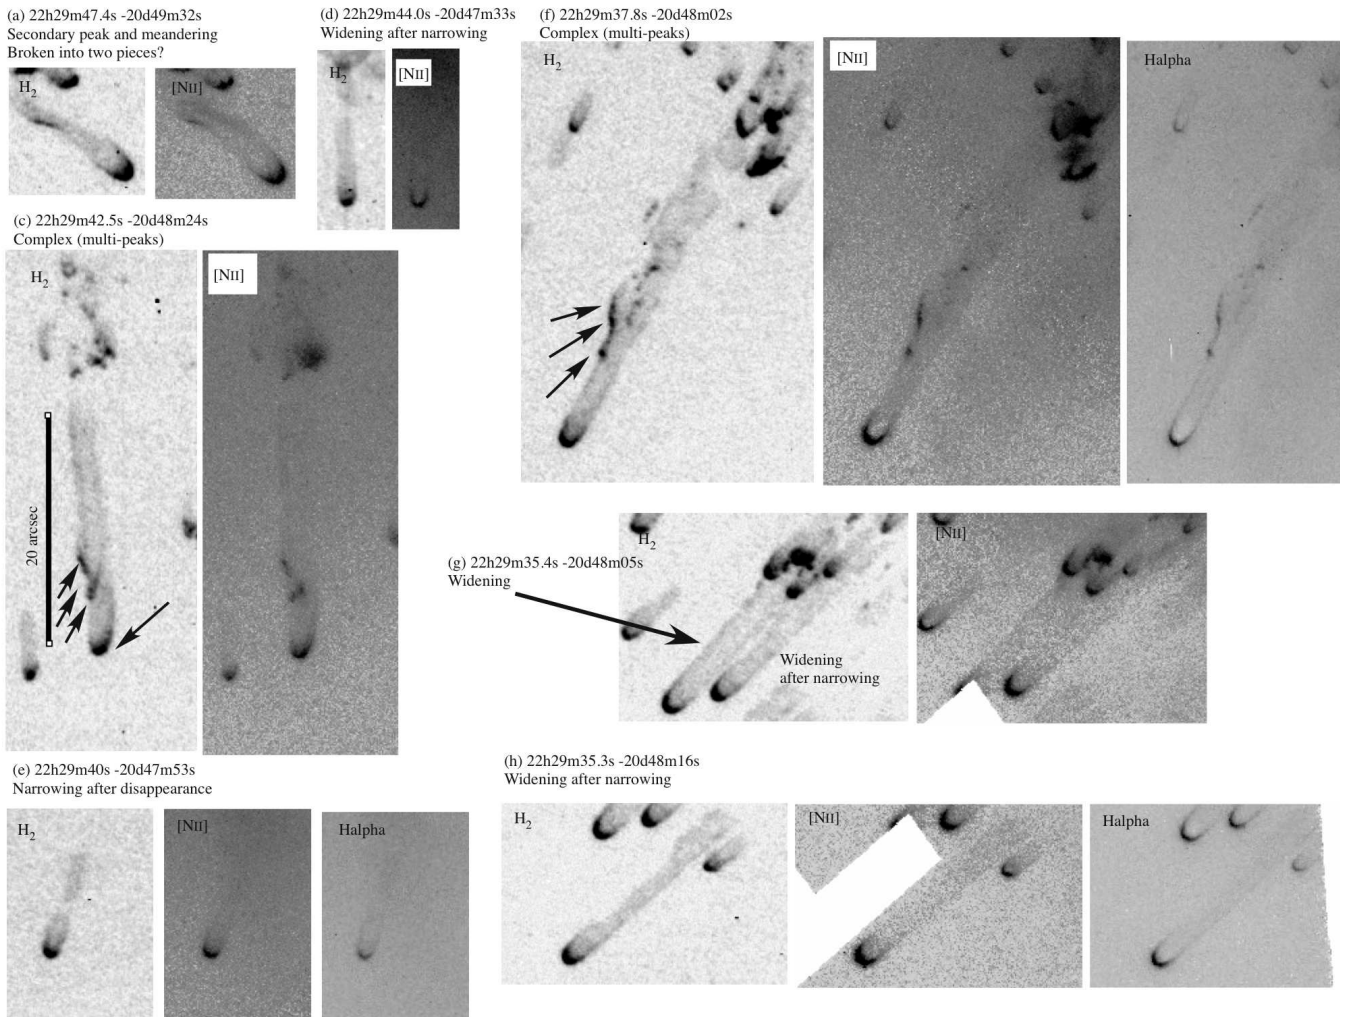 (a) 22h29m47.4s -20d49m32s
Secondary peak and meandering
Broken into two pieces?
H2
[NII]
(d) 22h29m44.0s -20d47m33s
Widening after narrowing
H2
[NII]
(f) 22h29m37.8s -20d48m02s
Complex (multi-peaks)
H2
[NII]
Halpha
(c) 22h29m42.5s -20d48m24s
Complex (multi-peaks)
H2
[NII]
20 arcsec
(g) 22h29m35.4s -20d48m05s
Widening
H2
[NII]
Widening
after narrowing
(e) 22h29m40s -20d47m53s
Narrowing after disappearance
H2
[NII]
Halpha
(h) 22h29m35.3s -20d48m16s
Widening after narrowing
H2
[NII]
Halpha